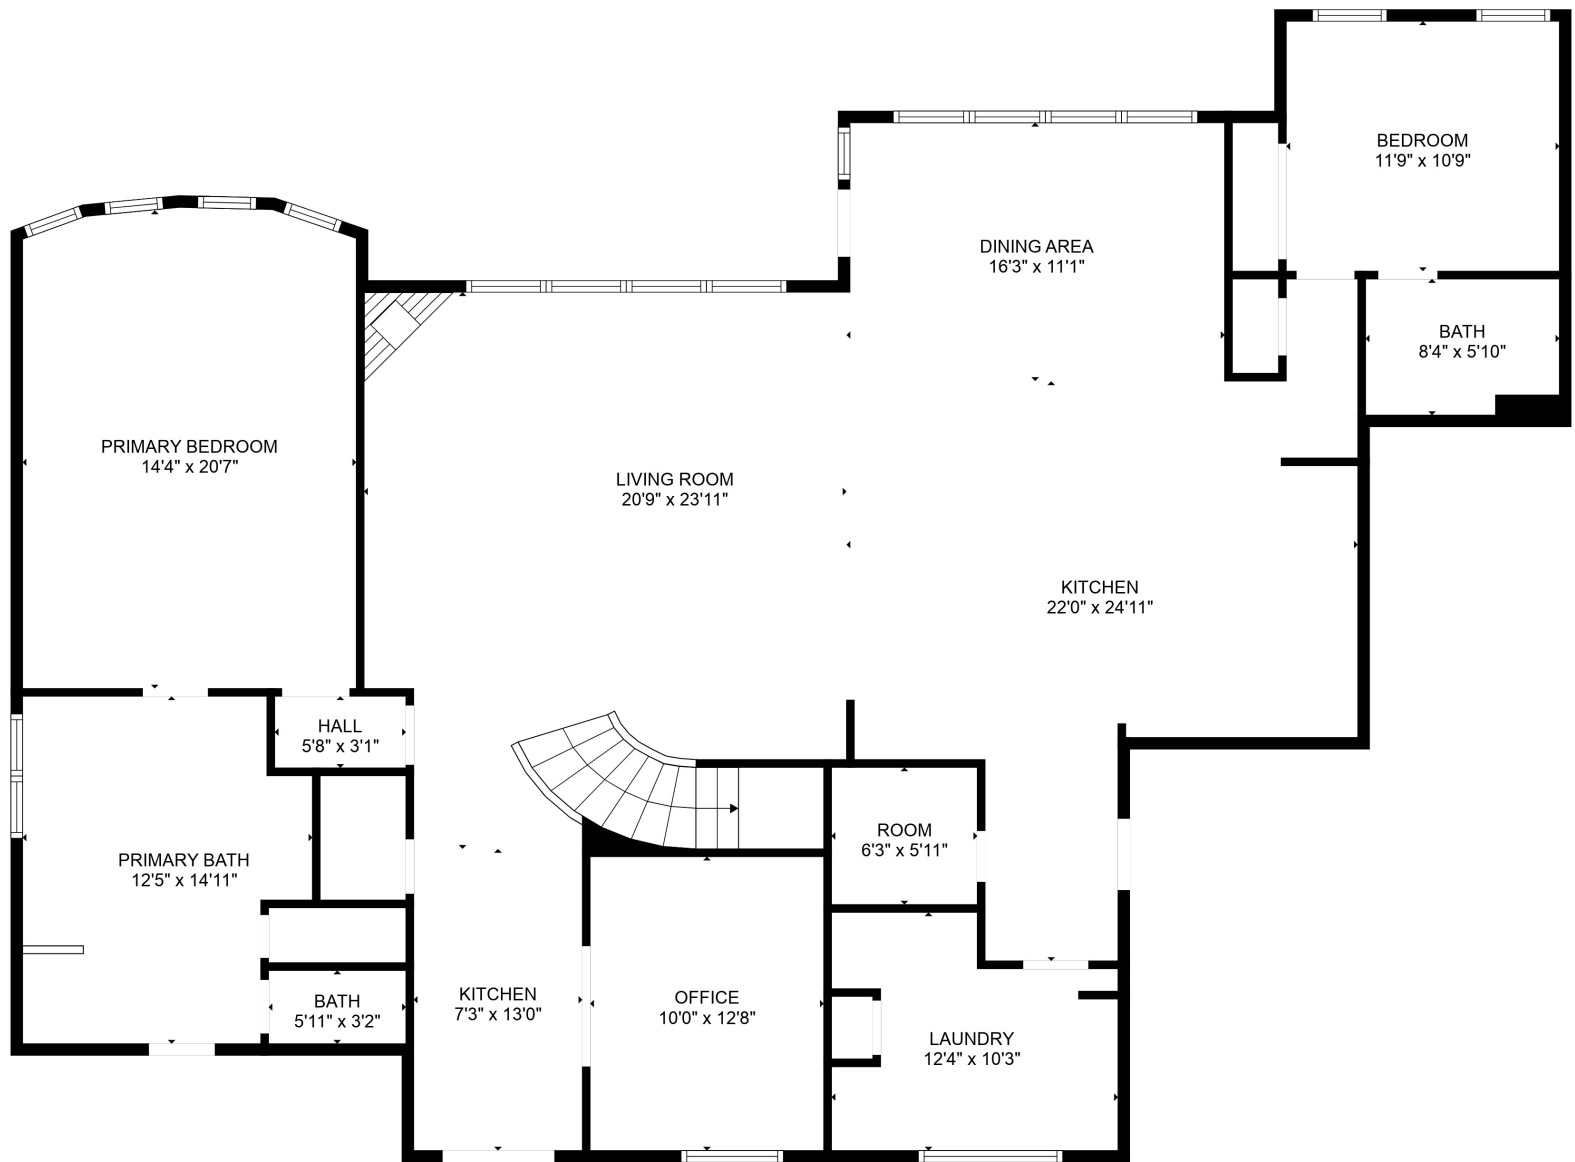 BEDROOM
11'9" x 10'9"
DINING AREA
16'3" x 11'1"
BATH
8'4" x 5'10"
PRIMARY BEDROOM
14'4" x 20'7"
LIVING ROOM
20'9" x 23'11"
KITCHEN
22'0" x 24'11"
HALL
5'8" x 3'1"
ROOM
6'3" x 5'11"
PRIMARY BATH
12'5" x 14'11"
BATH
5'11" x 3'2"
KITCHEN
7'3" x 13'0"
OFFICE
10'0" x 12'8"
LAUNDRY
12'4" x 10'3"